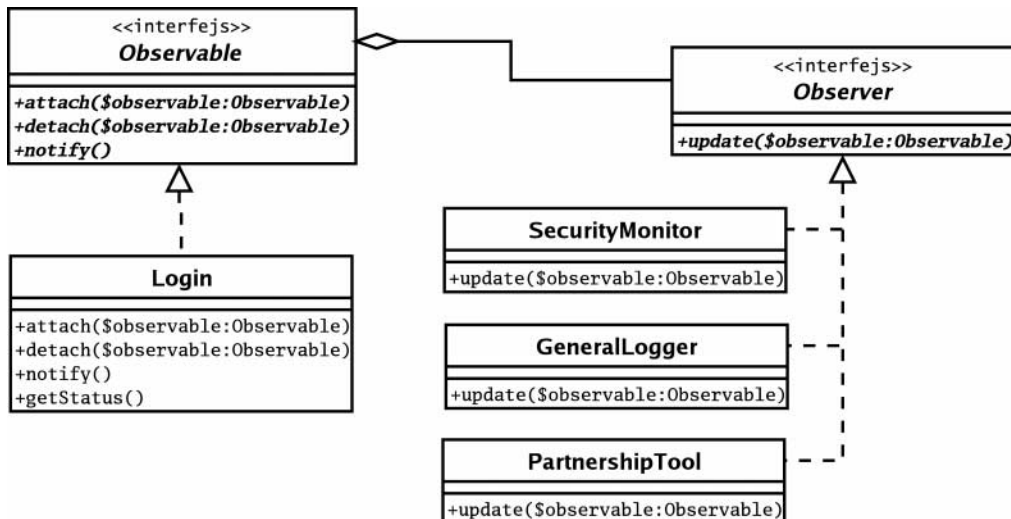 <<interfejs>>
Observable
+attach($observable:Observable)
+detach($observable:Observable)
+notify()
<<interfejs>>
Observer
+update($observable:Observable)
Login
+attach($observable:Observable)
+detach($observable:Observable)
+notify()
+getStatus()
SecurityMonitor
+update($observable:Observable)
GeneralLogger
+update($observable:Observable)
PartnershipTool
+update($observable:Observable)